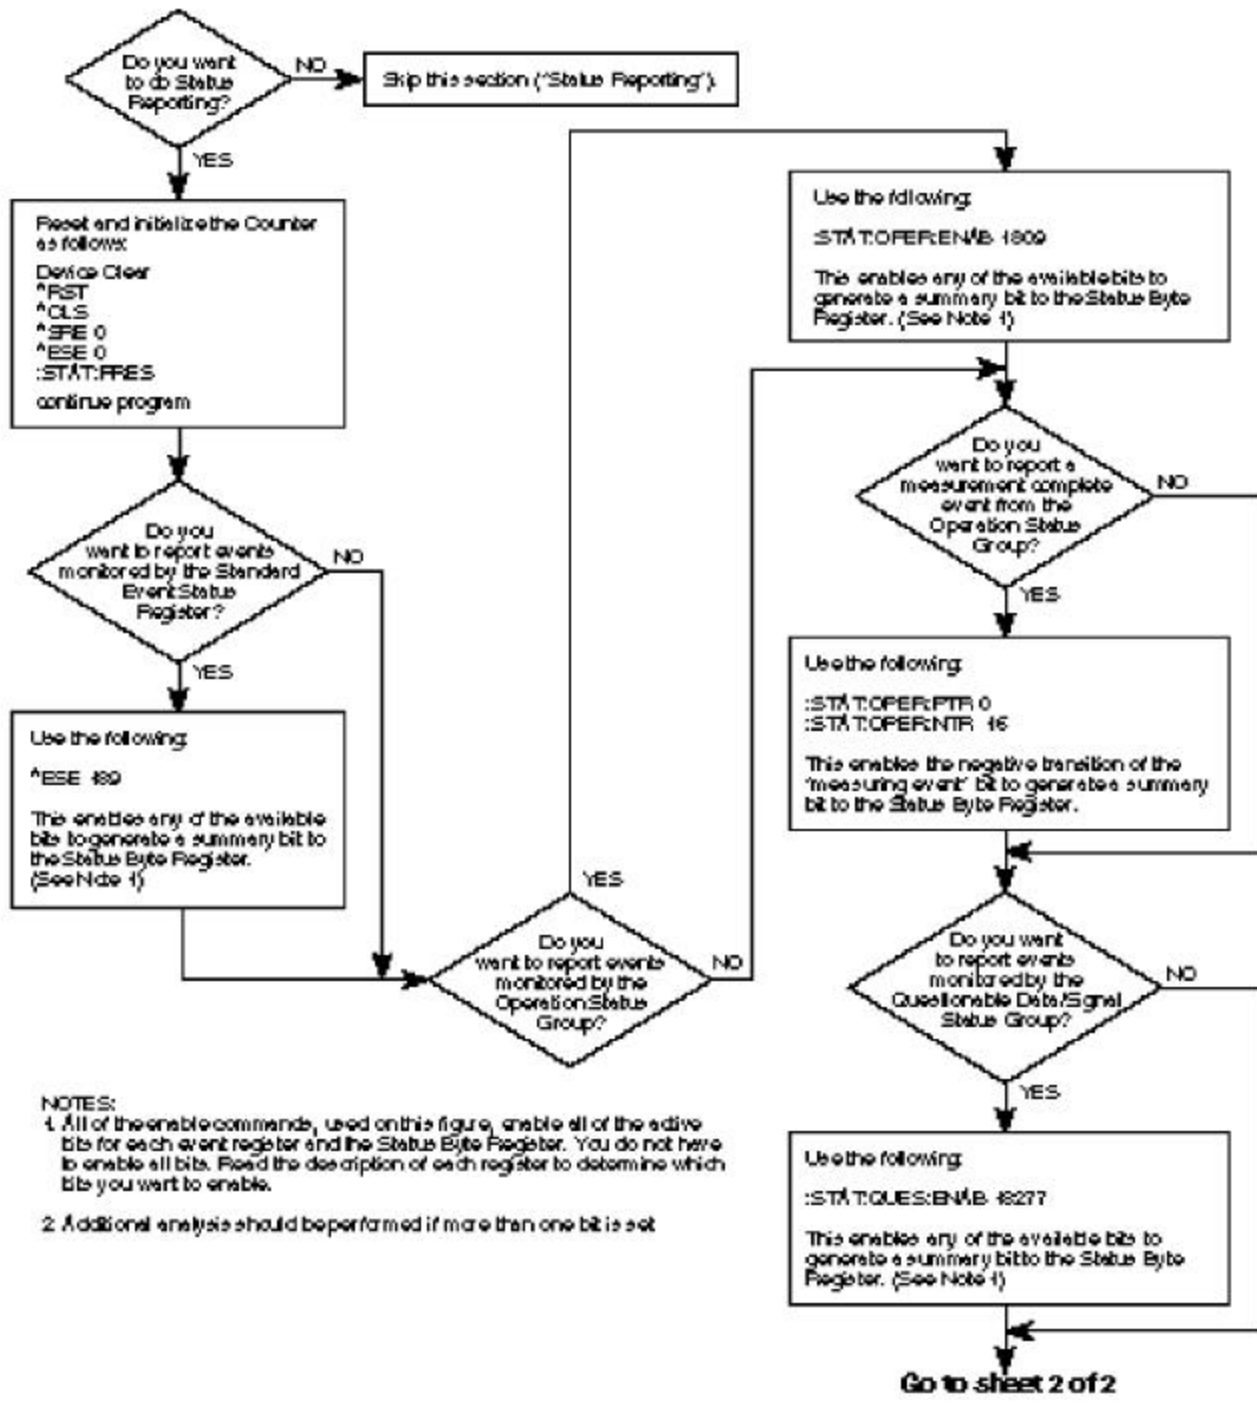 Do you want
to do Status
Reporting?
NO
Skip this section ("Status Reporting").
YES
Reset and initialize the Counter
as follows:
Device Clear
*RST
*CLS
*SRE 0
*ESE 0
:STAT:PRES
continue program
Do you
want to report events
monitored by the Standard
Event Status
Register?
NO
YES
Use the following:
*ESE 189
This enables any of the available
bits to generate a summary bit to
the Status Byte Register.
(See Note 1)
Do you
want to report events
monitored by the
Operation Status
Group?
YES
NO
Use the following:
:STAT:OPER:ENAB 1809
This enables any of the available bits to
generate a summary bit to the Status Byte
Register. (See Note 1)
Do you
want to report a
measurement complete
event from the
Operation Status
Group?
NO
YES
Use the following:
:STAT:OPER:PTR 0
:STAT:OPER:NTR 16
This enables the negative transition of the
"measuring event" bit to generate a summary
bit to the Status Byte Register.
Do you want
to report events
monitored by the
Questionable Data/Signal
Status Group?
NO
YES
Use the following:
:STAT:QUES:ENAB 18277
This enables any of the available bits to
generate a summary bit to the Status Byte
Register. (See Note 1)
Go to sheet 2 of 2
NOTES:
1. All of the enable commands, used on this figure, enable all of the active
bits for each event register and the Status Byte Register. You do not have
to enable all bits. Read the description of each register to determine which
bits you want to enable.
2 Additional analysis should be performed if more than one bit is set